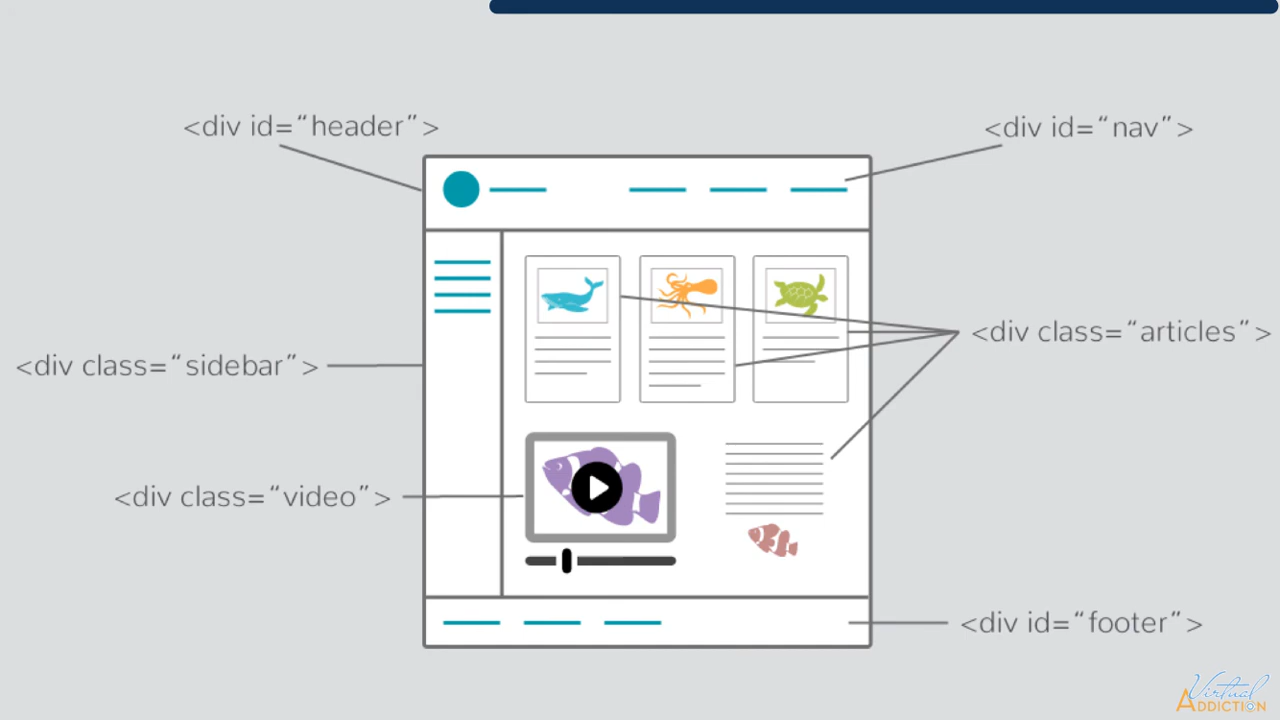 <div id=“header”>
<div id=“nav”>
<div class=“articles”>
<div class=“sidebar”>
<div class=“video”>
<div id=“footer”>
Virtual
ADDICTION